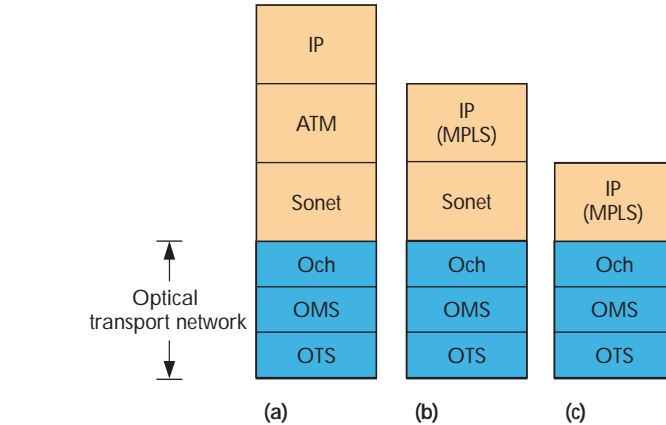 IP
ATM
IP
(MPLS)
Sonet
Sonet
IP
(MPLS)
Och
Och
Och
Optical
transport network
OMS
OMS
OMS
OTS
OTS
OTS
(a)
(b)
(c)